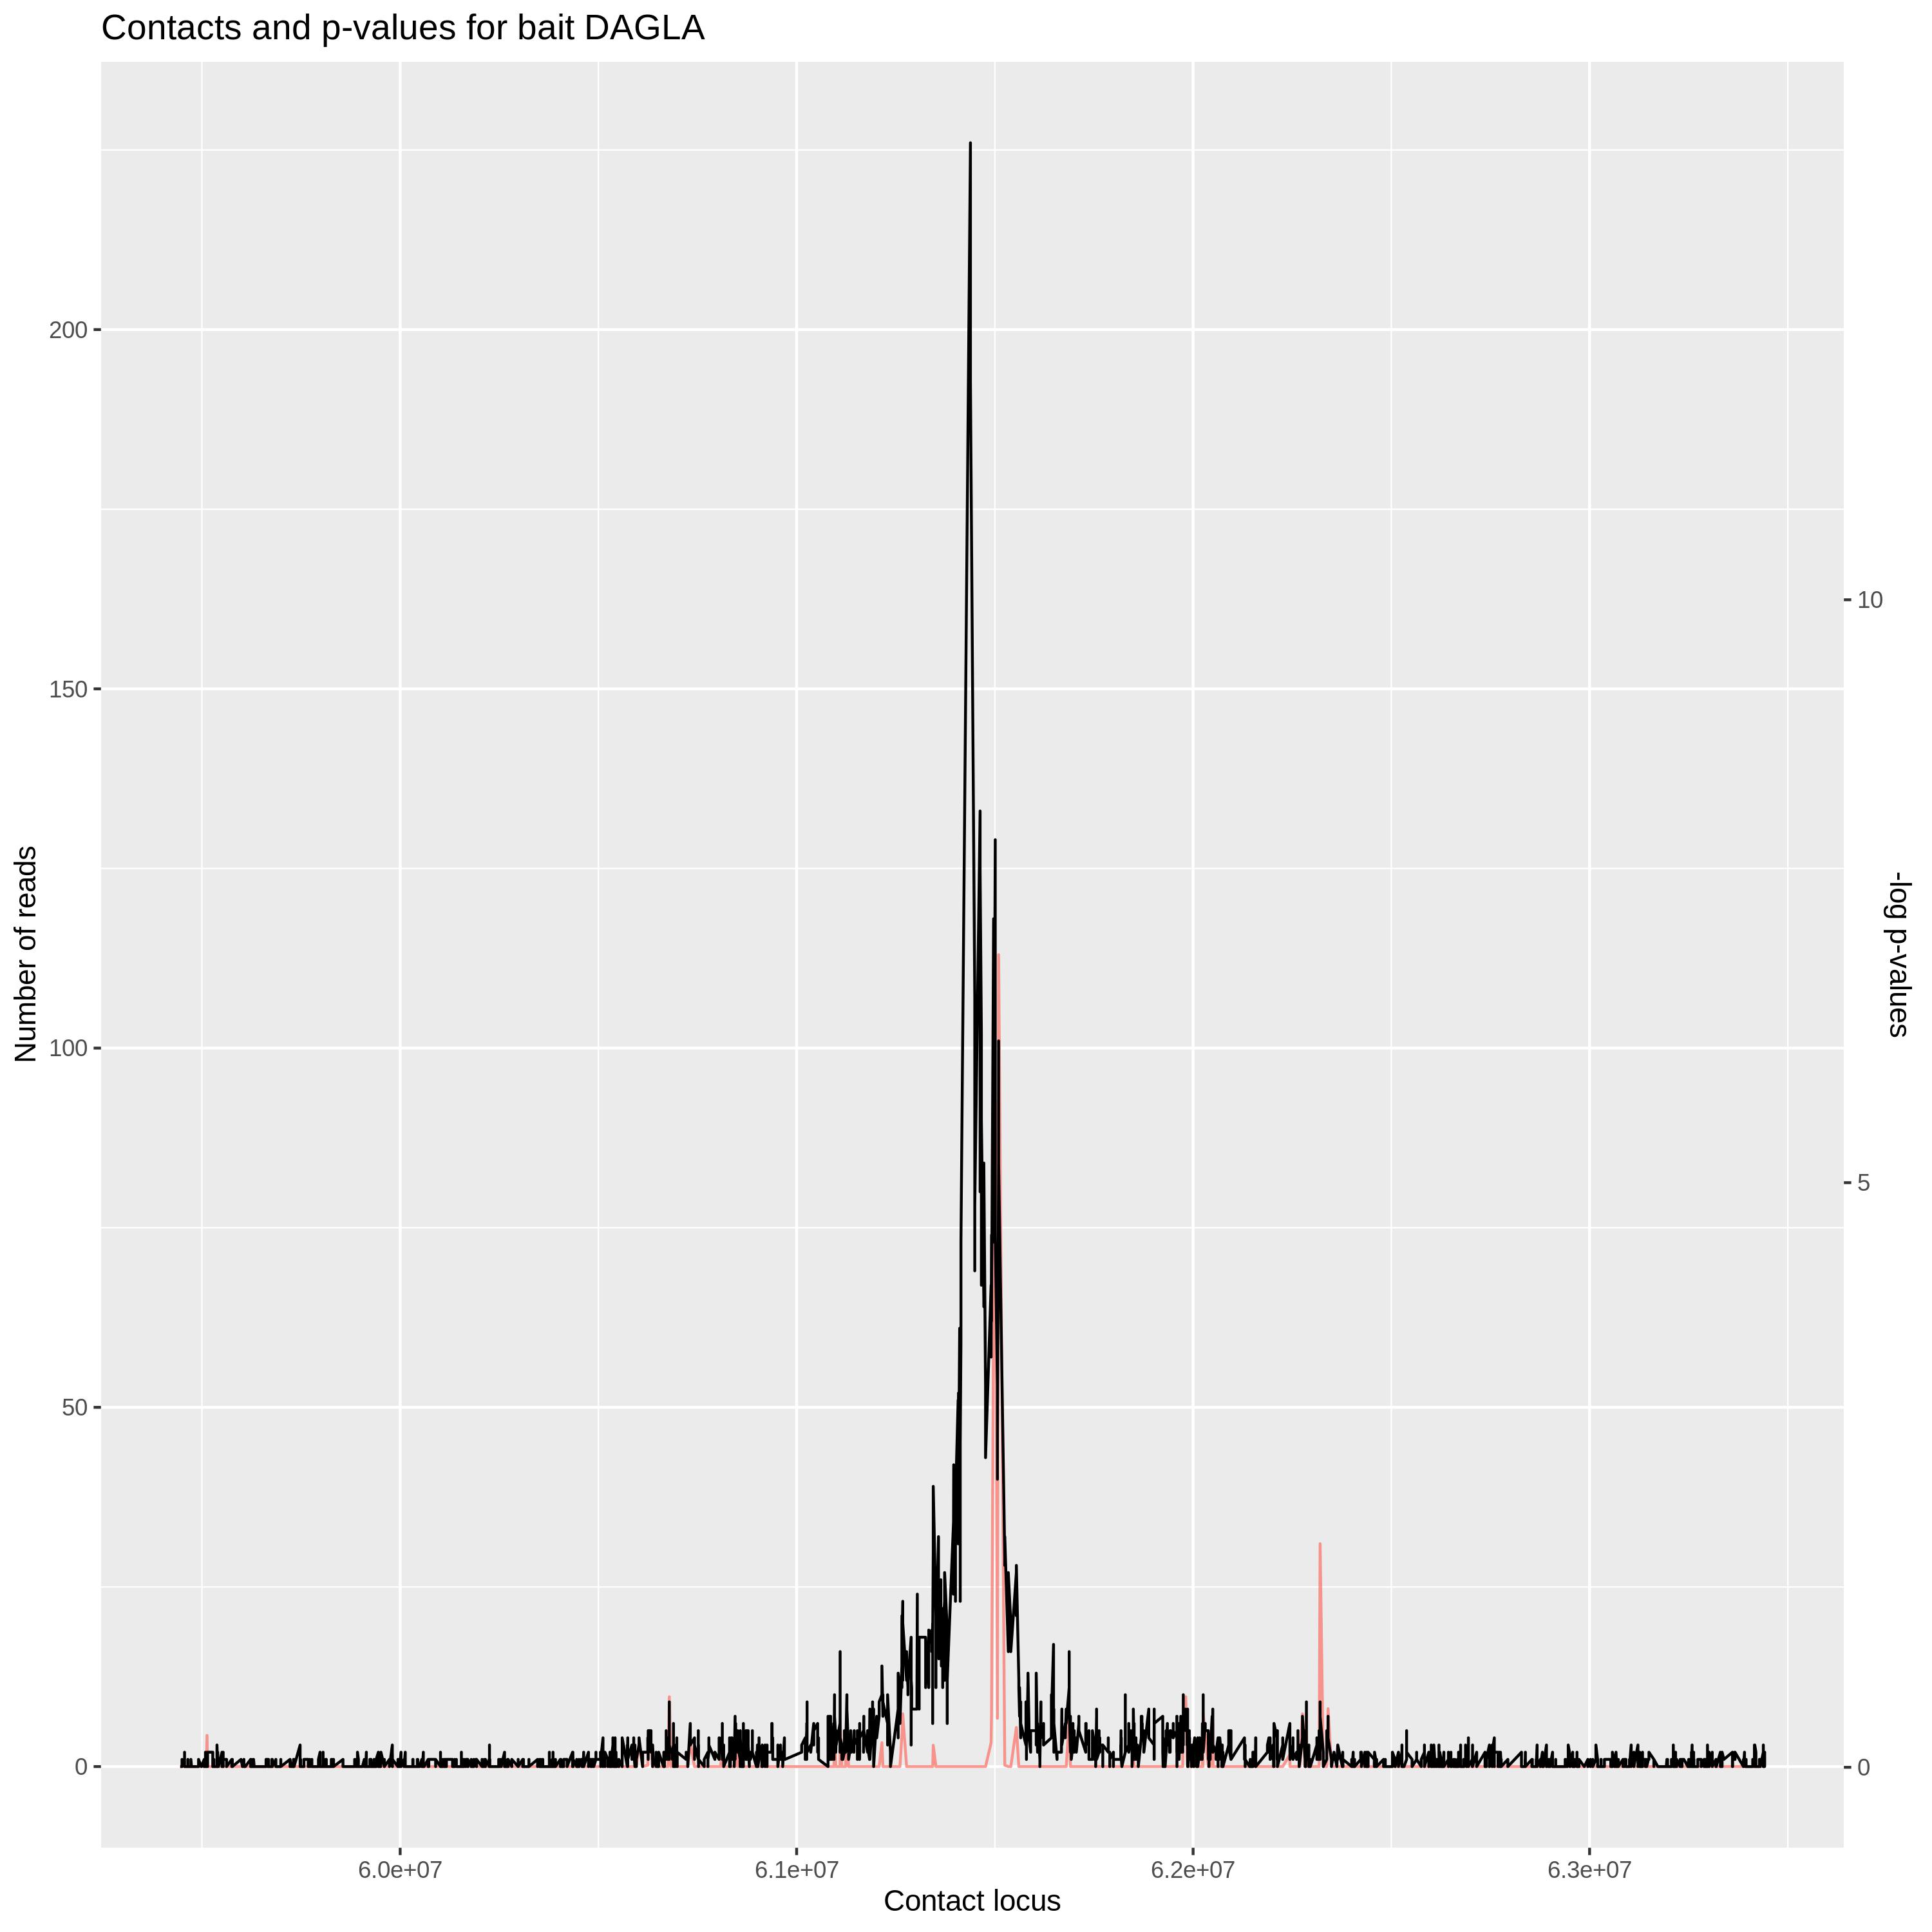 Contacts and p-values for bait DAGLA
Number of reads
200
150
100
50
0
10
5
0
-log p-values
6.0e+07
6.1e+07
6.2e+07
6.3e+07
Contact locus